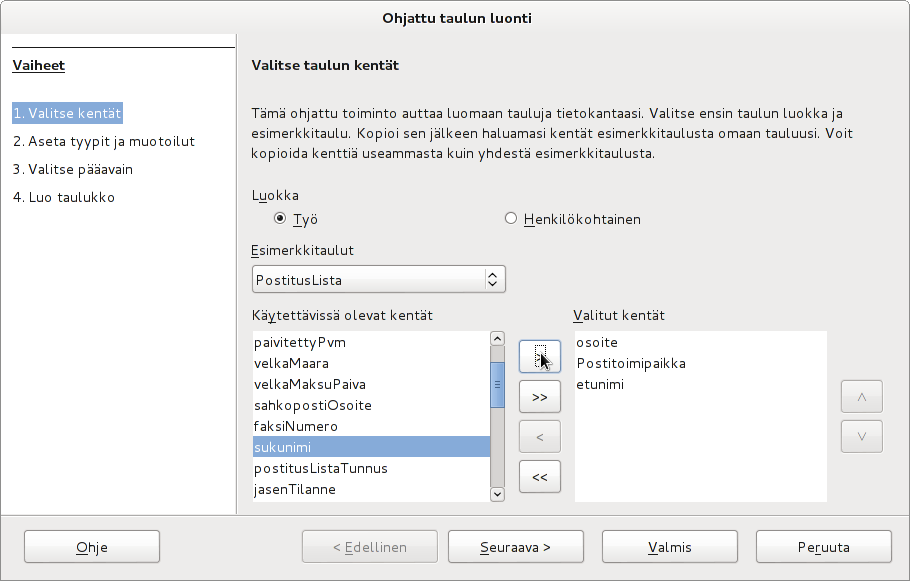 Ohjattu taulun luonti
Vaiheet
1. Valitse kentät
2. Aseta tyypit ja muotoilut
3. Valitse pääavain
4. Luo taulukko
Valitse taulun kentät
Tämä ohjattu toiminto auttaa luomaan tauluja tietokantaasi. Valitse ensin taulun luokka ja
esimerkkitaulu. Kopioi sen jälkeen haluamasi kentät esimerkkitaulusta omaan tauluusi. Voit
kopioida kenttiä useammasta kuin yhdestä esimerkkitaulusta.
Luokka
Työ
Henkilökohtainen
Esimerkkitaulut
PostitusLista
Käytettävissä olevat kentät
paivitettyPvm
velkaMaara
velkaMaksuPaiva
sahkopostiOsoite
faksiNumero
sukunimi
postitusListaTunnus
jasenTilanne
>>
<
<<
Valitut kentät
osoite
Postitoimipaikka
etunimi
Ohje
< Edellinen
Seuraava >
Valmis
Peruuta